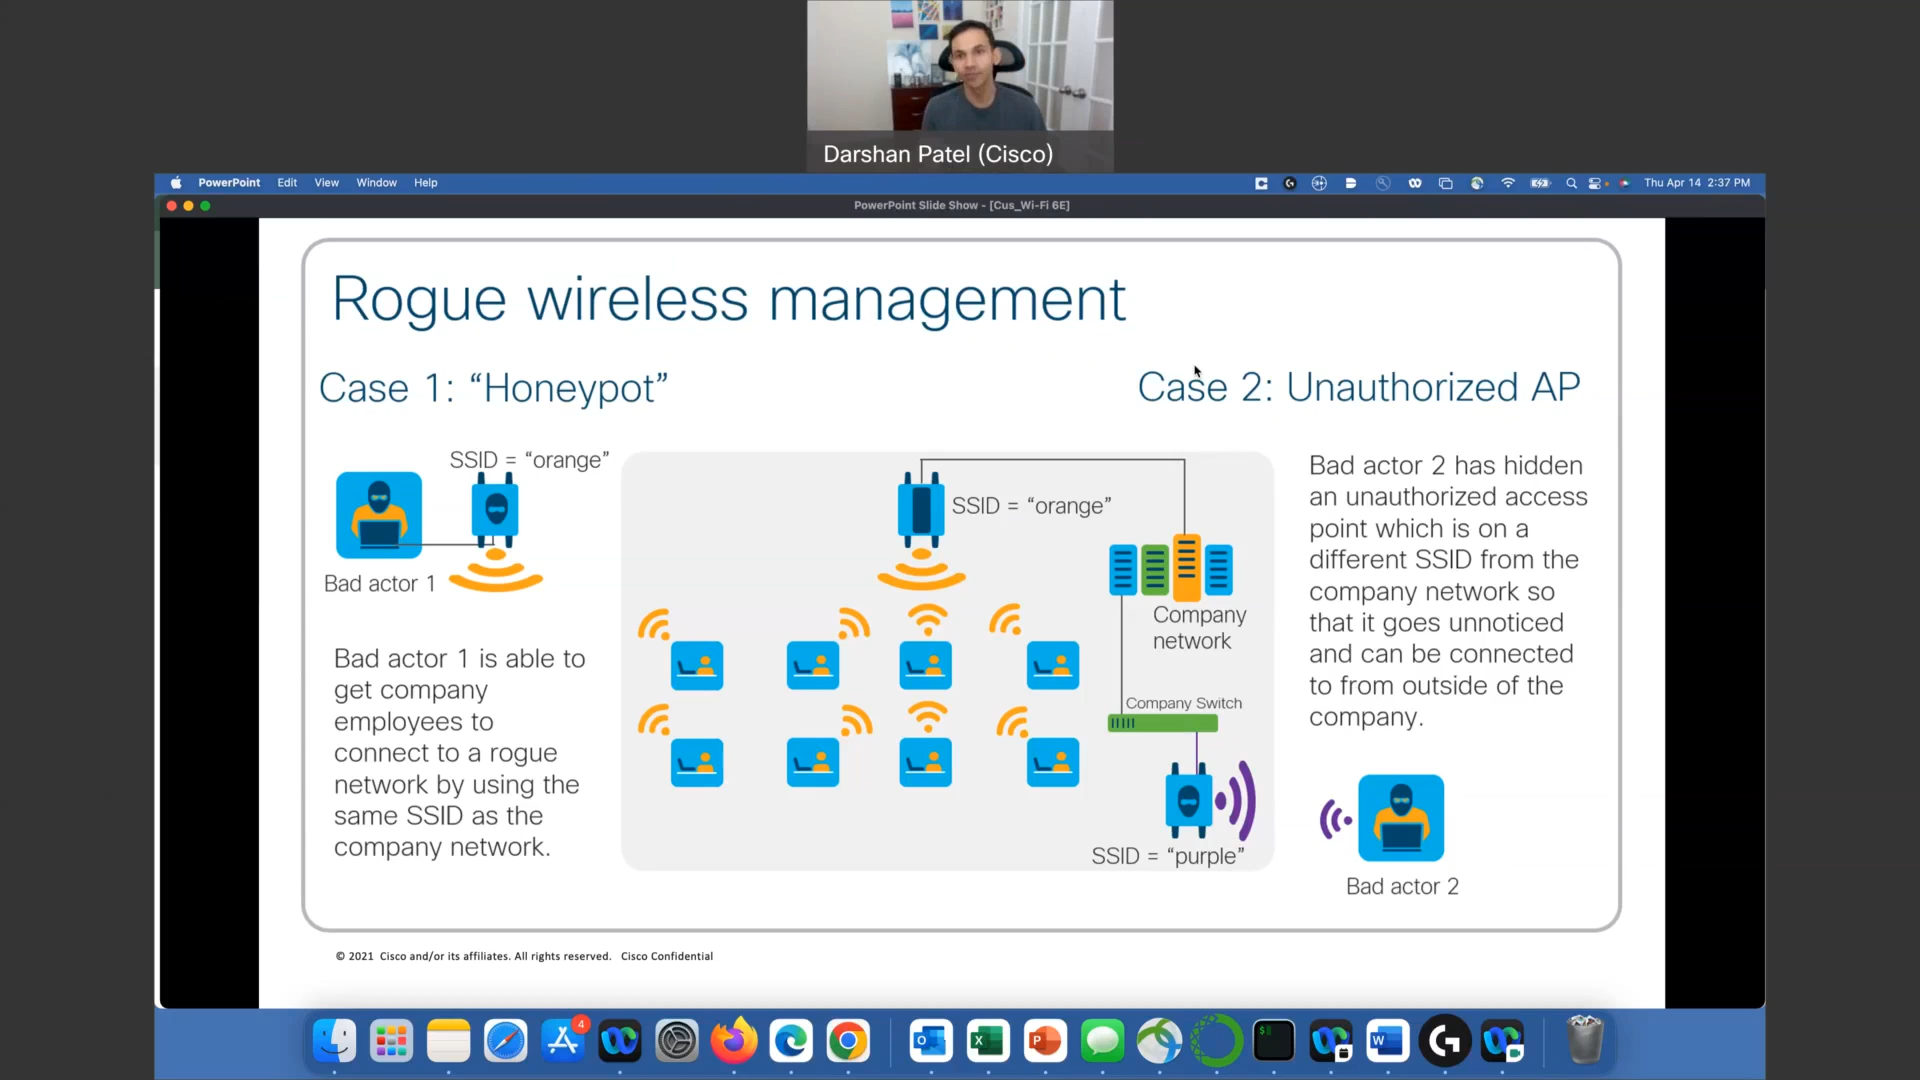 Darshan Patel (Cisco)
PowerPoint Edit View Window Help
Thu Apr 14 2:37 PM
PowerPoint Slide Show - [Cus_Wi-Fi 6E]
Rogue wireless management
Case 1: “Honeypot”
Case 2: Unauthorized AP
SSID = “orange”
Bad actor 1
Bad actor 1 is able to
get company
employees to
connect to a rogue
network by using the
same SSID as the
company network.
SSID = “orange”
Company
network
Company Switch
SSID = “purple”
Bad actor 2 has hidden
an unauthorized access
point which is on a
different SSID from the
company network so
that it goes unnoticed
and can be connected
to from outside of the
company.
Bad actor 2
© 2021 Cisco and/or its affiliates. All rights reserved. Cisco Confidential
4
O
X
P
$
W
G